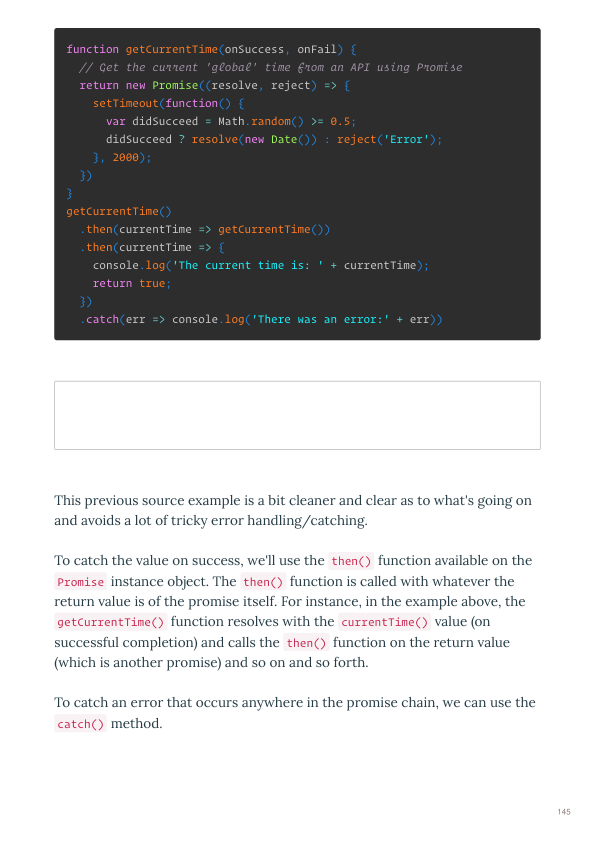 function getCurrentTime(onSuccess, onFail) {
  // Get the current 'global' time from an API using Promise
  return new Promise((resolve, reject) => {
    setTimeout(function() {
      var didSucceed = Math.random() >= 0.5;
      didSucceed ? resolve(new Date()) : reject('Error');
    }, 2000);
  })
}
getCurrentTime()
  .then(currentTime => getCurrentTime())
  .then(currentTime => {
    console.log('The current time is: ' + currentTime);
    return true;
  })
  .catch(err => console.log('There was an error:' + err))
This previous source example is a bit cleaner and clear as to what's going on
and avoids a lot of tricky error handling/catching.
To catch the value on success, we'll use the then() function available on the
Promise instance object. The then() function is called with whatever the
return value is of the promise itself. For instance, in the example above, the
getCurrentTime() function resolves with the currentTime() value (on
successful completion) and calls the then() function on the return value
(which is another promise) and so on and so forth.
To catch an error that occurs anywhere in the promise chain, we can use the
catch() method.
145